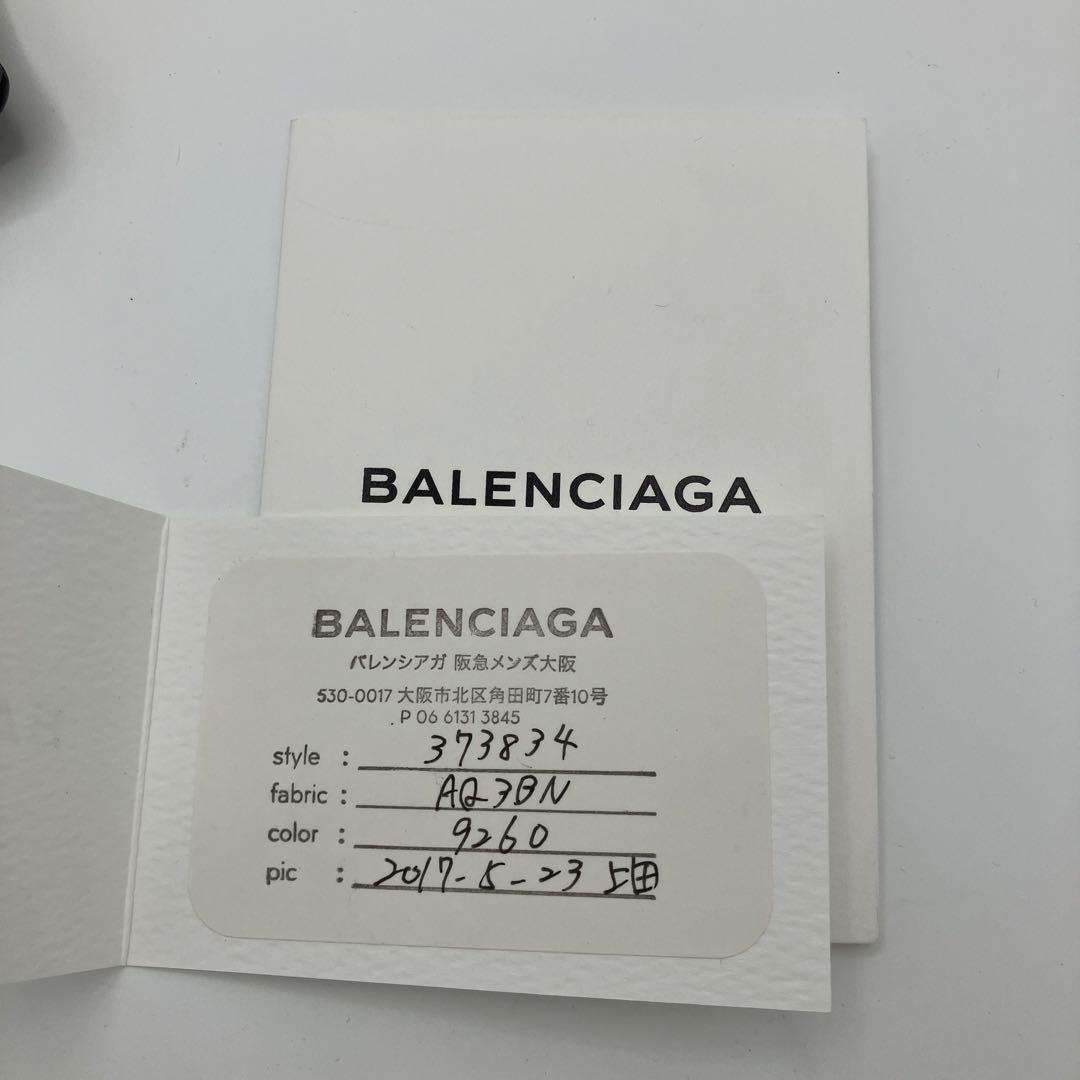 BALENCIAGA
BALENCIAGA
バレンシアガ 阪急メンズ大阪
530-0017 大阪市北区角田町7番10号
P 06 6131 3845
style : 373834
fabric : AQ3BN
color : 9260
pic : 2017-5-23 上田